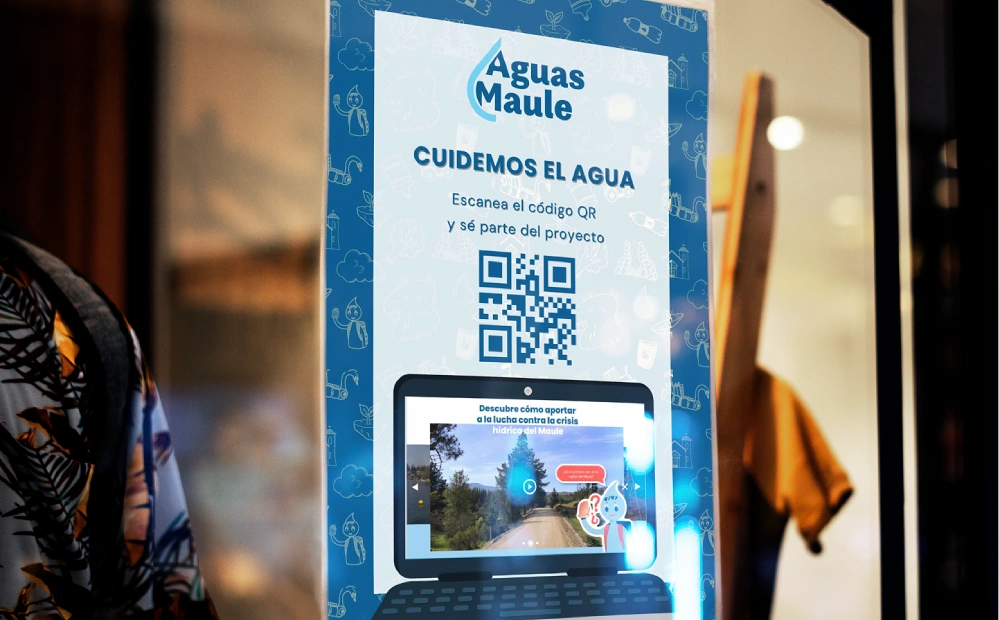 Aguas
Maule
CUIDEMOS EL AGUA
Escanea el código QR
y sé parte del proyecto
Descubre cómo aportar
a la lucha contra la crisis
hídrica del Maule